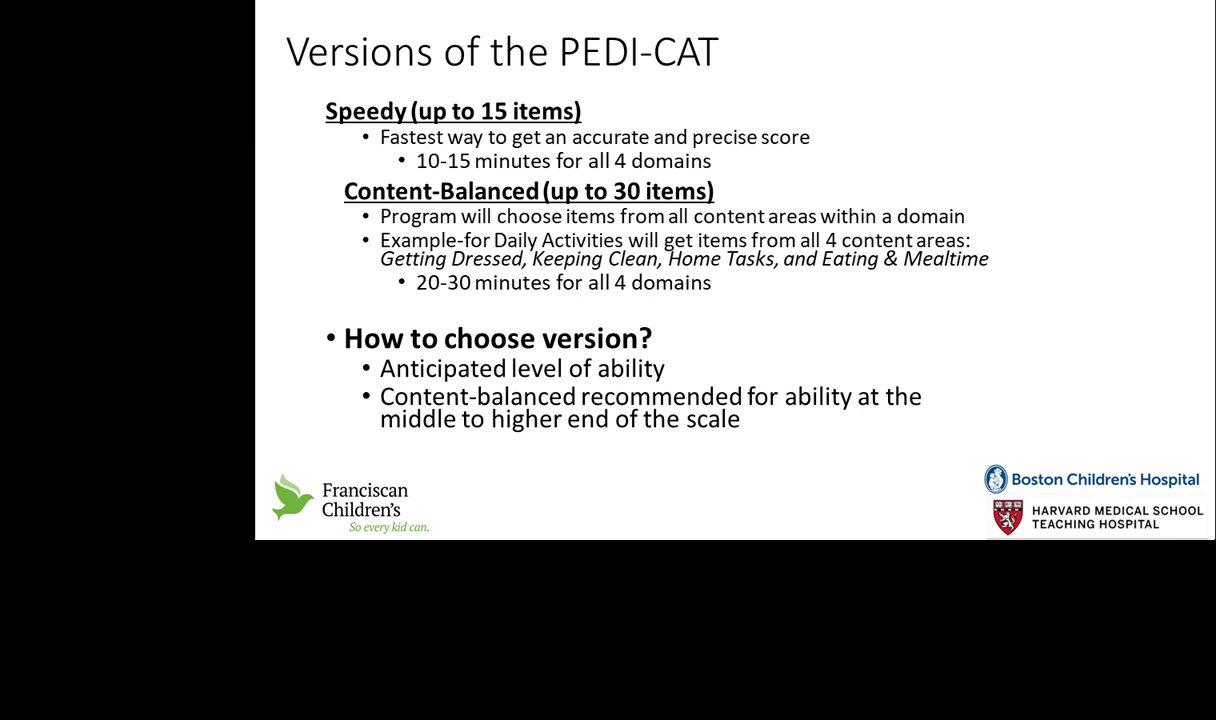 Versions of the PEDI-CAT
Speedy (up to 15 items)
• Fastest way to get an accurate and precise score
• 10-15 minutes for all 4 domains
Content-Balanced (up to 30 items)
• Program will choose items from all content areas within a domain
• Example-for Daily Activities will get items from all 4 content areas:
Getting Dressed, Keeping Clean, Home Tasks, and Eating & Mealtime
• 20-30 minutes for all 4 domains
• How to choose version?
• Anticipated level of ability
• Content-balanced recommended for ability at the
middle to higher end of the scale
Franciscan
Children's
So every kid can.
Boston Children's Hospital
HARVARD MEDICAL SCHOOL
TEACHING HOSPITAL